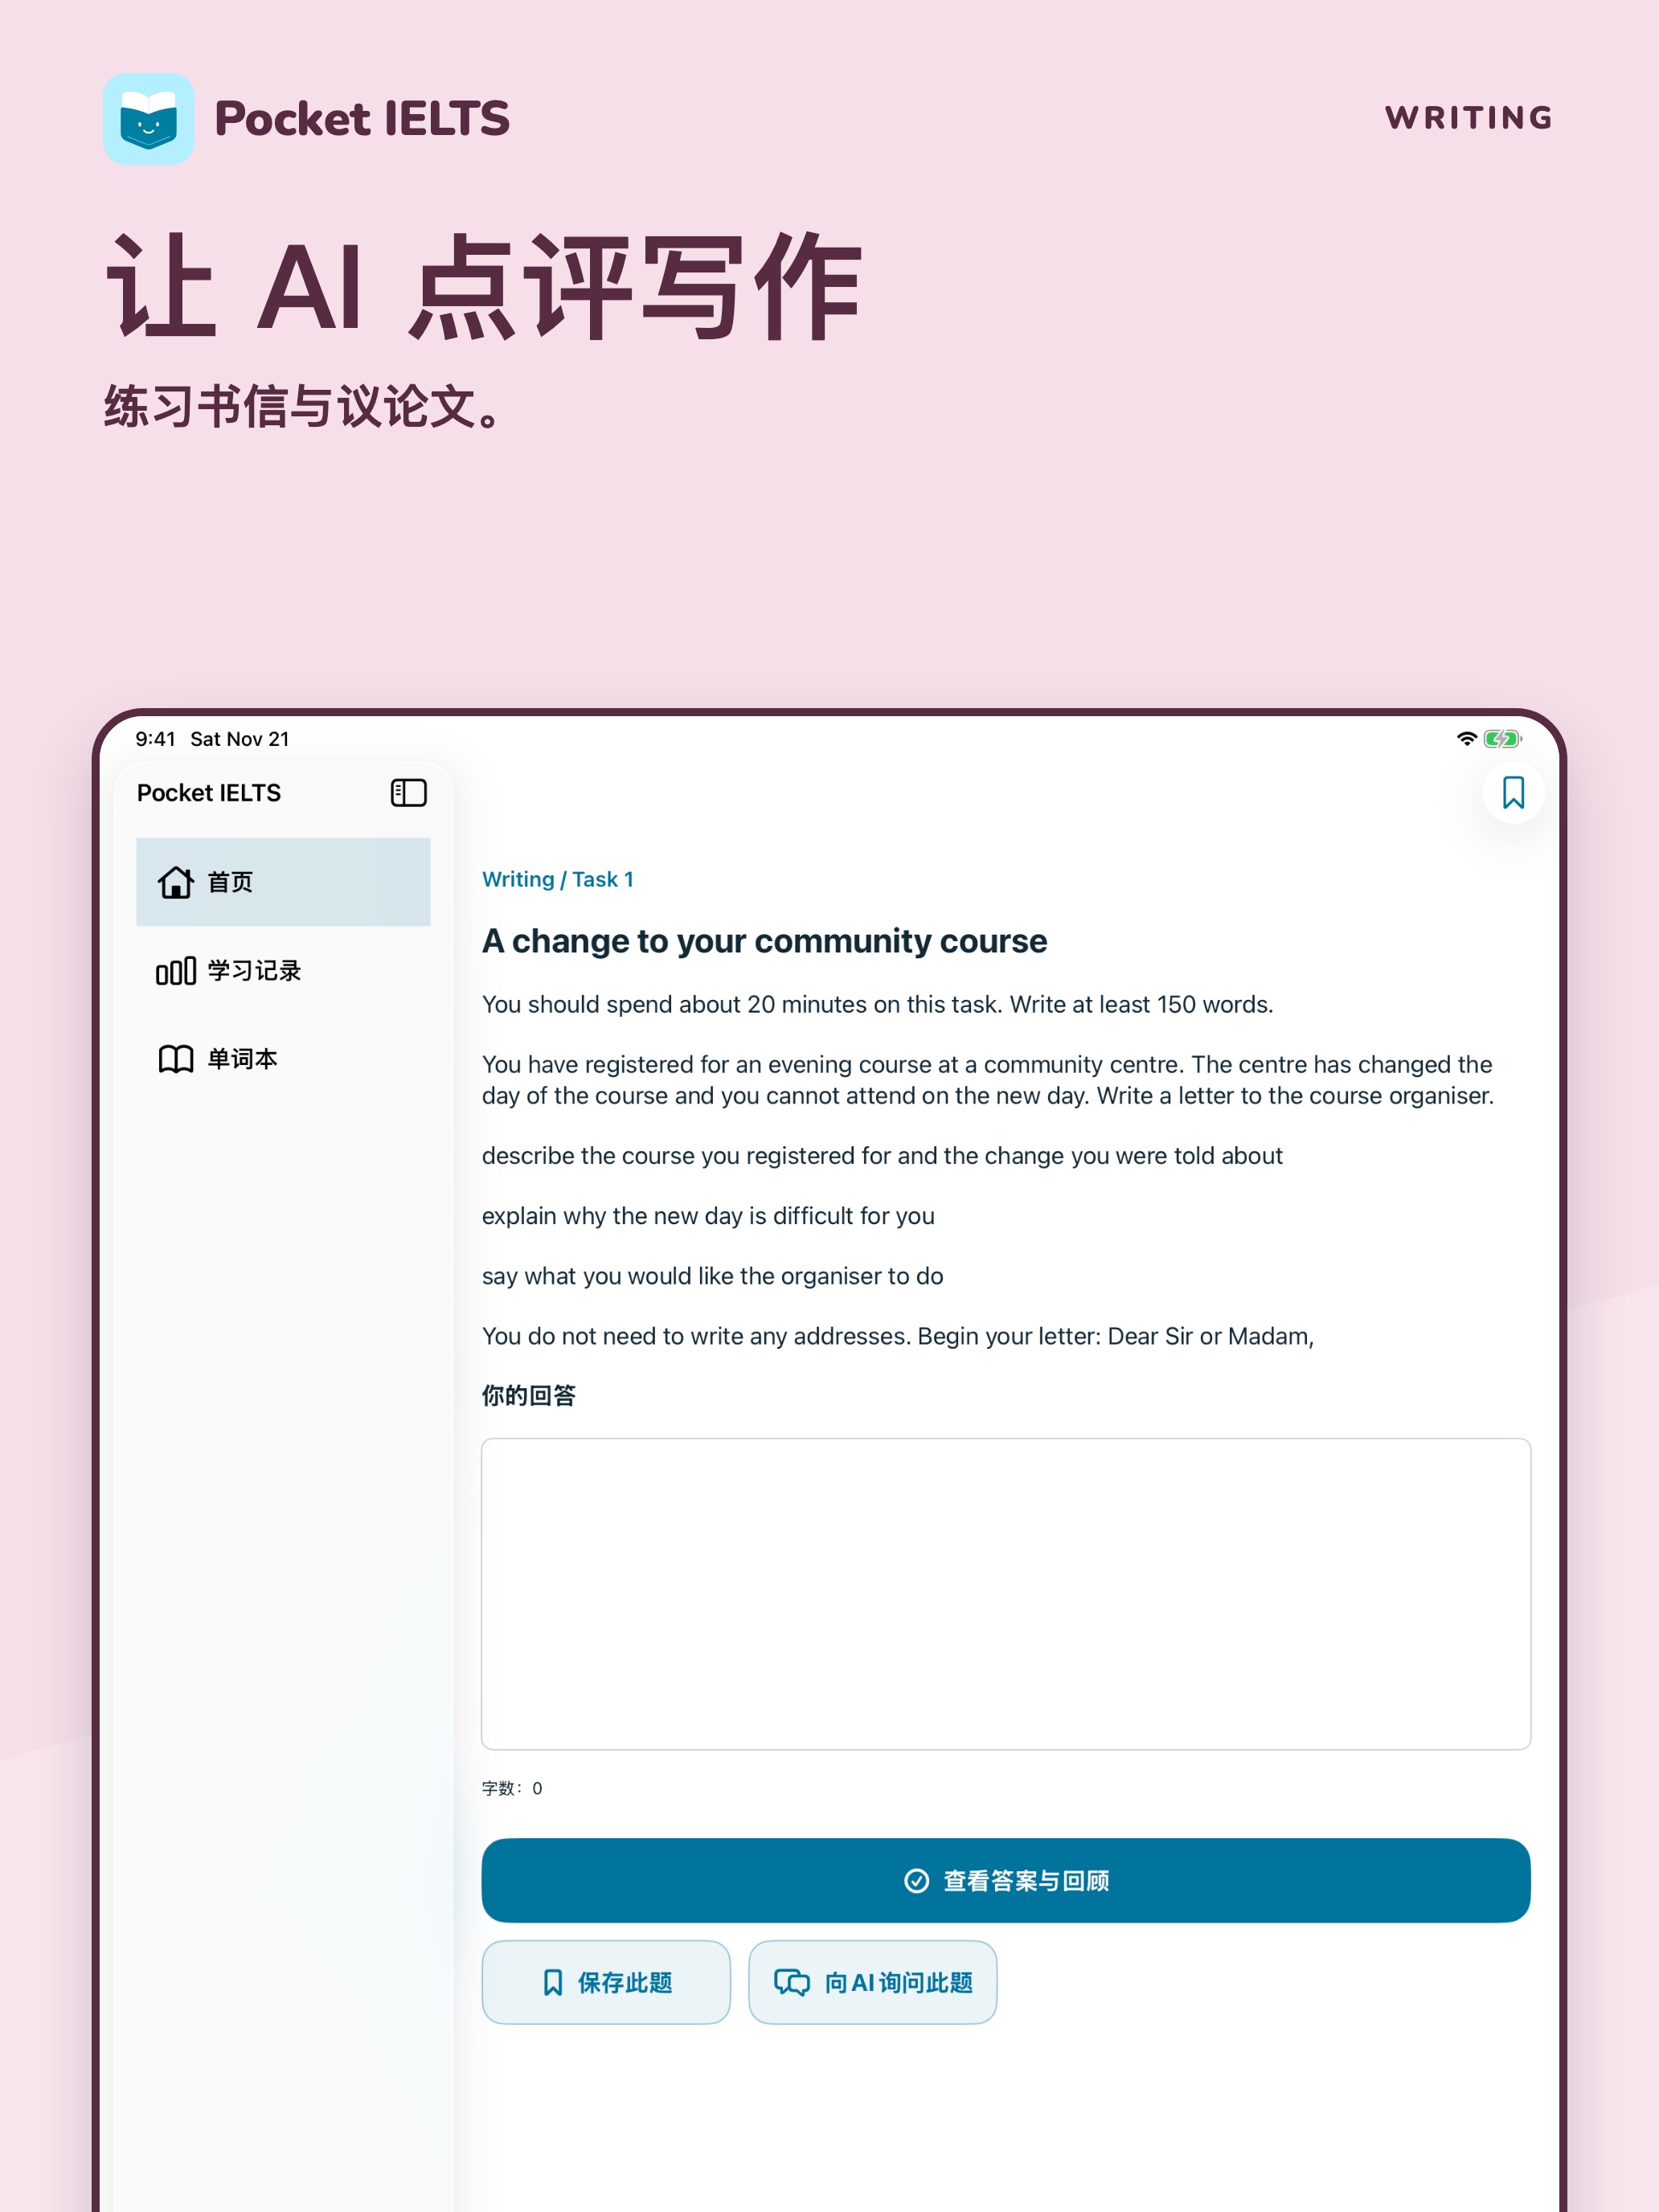 Pocket IELTS
WRITING
让 AI 点评写作
练习书信与议论文。
9:41 Sat Nov 21
Pocket IELTS
首页
学习记录
单词本
Writing / Task 1
A change to your community course
You should spend about 20 minutes on this task. Write at least 150 words.
You have registered for an evening course at a community centre. The centre has changed the
day of the course and you cannot attend on the new day. Write a letter to the course organiser.
describe the course you registered for and the change you were told about
explain why the new day is difficult for you
say what you would like the organiser to do
You do not need to write any addresses. Begin your letter: Dear Sir or Madam,
你的回答
字数：0
查看答案与回顾
保存此题
向AI询问此题